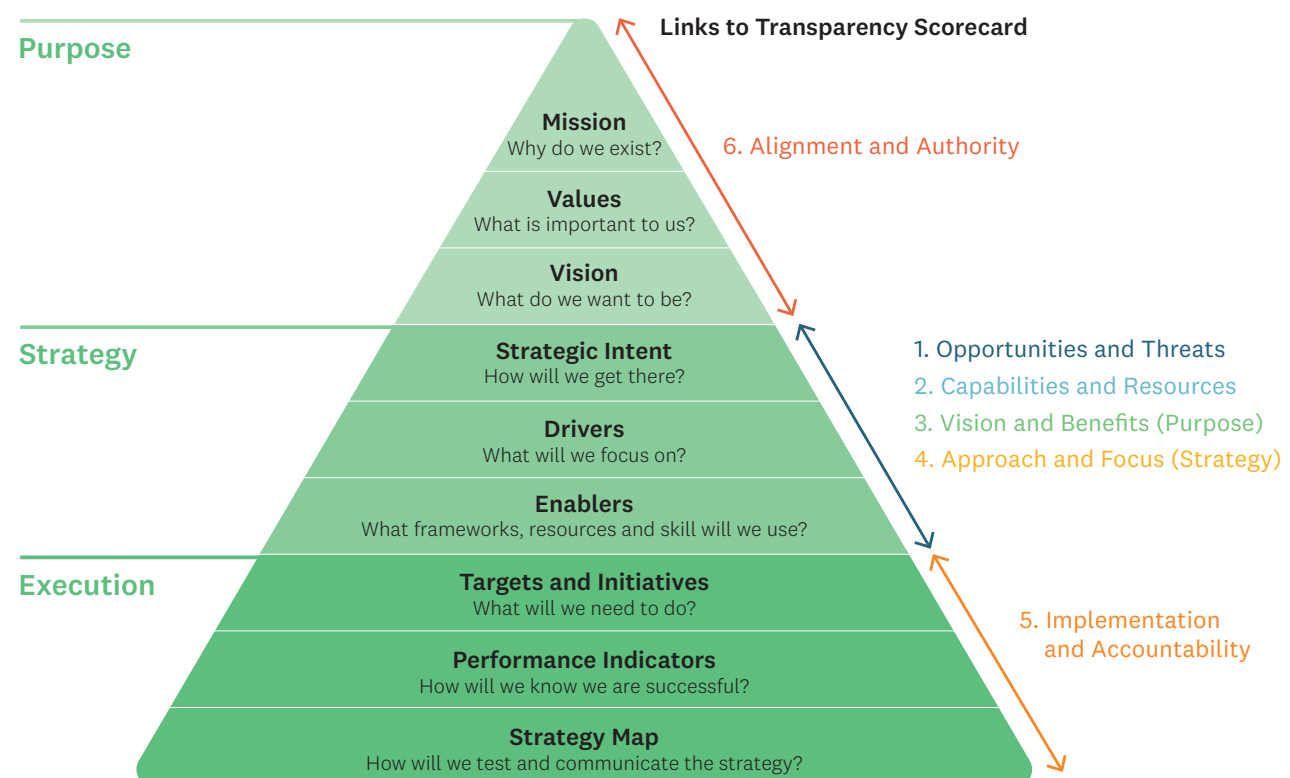 Links to Transparency Scorecard
Purpose
Mission
Why do we exist?
6. Alignment and Authority
Values
What is important to us?
Vision
What do we want to be?
Strategy
Strategic Intent
How will we get there?
1. Opportunities and Threats
2. Capabilities and Resources
3. Vision and Benefits (Purpose)
4. Approach and Focus (Strategy)
Drivers
What will we focus on?
Enablers
What frameworks, resources and skill will we use?
Execution
Targets and Initiatives
What will we need to do?
5. Implementation
and Accountability
Performance Indicators
How will we know we are successful?
Strategy Map
How will we test and communicate the strategy?